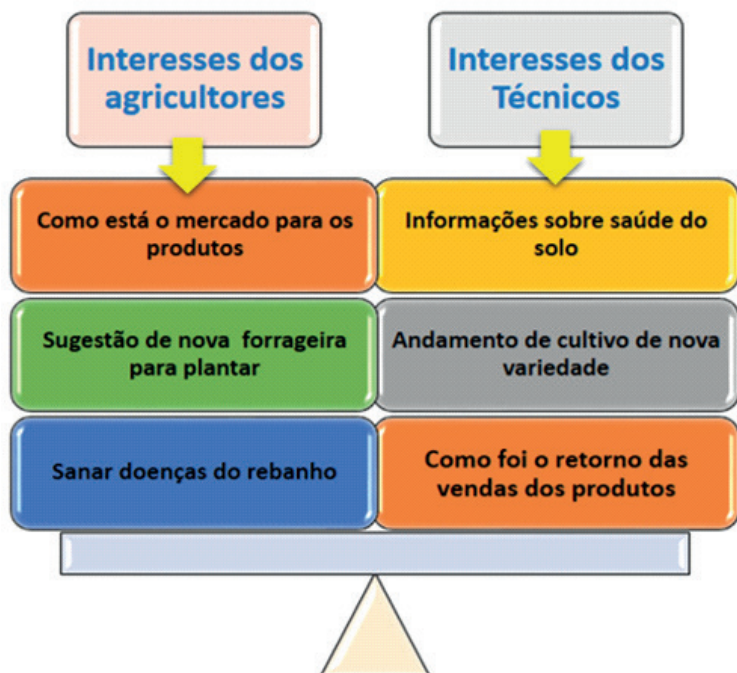 Interesses dos
agricultores
Interesses dos
Técnicos
Como está o mercado para os
produtos
Informações sobre saúde do
solo
Sugestão de nova forrageira
para plantar
Andamento de cultivo de nova
variedade
Sanar doenças do rebanho
Como foi o retorno das
vendas dos produtos